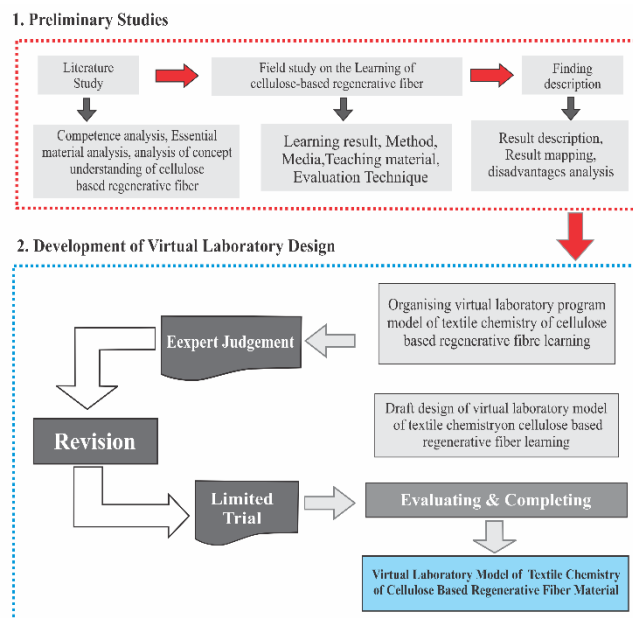 1. Preliminary Studies
Literature
Study
Field study on the Learning of
cellulose-based regenerative fiber
Finding
description
Competence analysis, Essential
material analysis, analysis of concept
understanding of cellulose
based regenerative fiber
Learning result, Method,
Media,Teaching material,
Evaluation Technique
Result description,
Result mapping,
disadvantages analysis
2. Development of Virtual Laboratory Design
Organising virtual laboratory program
model of textile chemistry of cellulose
based regenerative fibre learning
Eexpert Judgement
Draft design of virtual laboratory model
of textile chemistryon cellulose based
regenerative fiber learning
Revision
Limited
Trial
Evaluating & Completing
Virtual Laboratory Model of Textile Chemistry
of Cellulose Based Regenerative Fiber Material